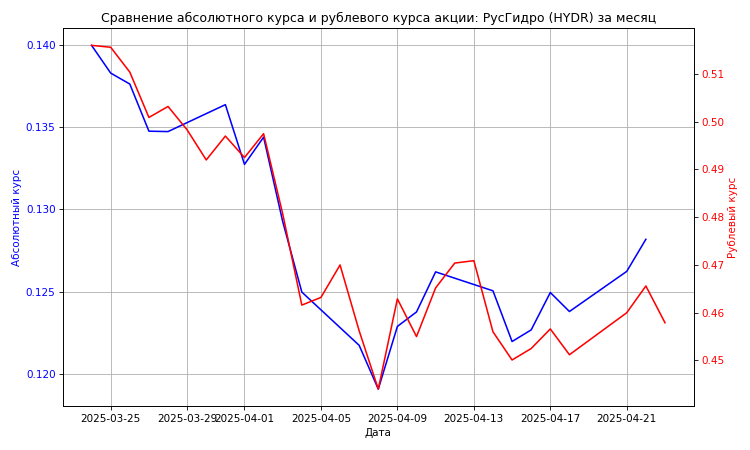 Сравнение абсолютного курса и рублевого курса акции: РусГидро (HYDR) за месяц
0.140
0.135
0.130
0.125
0.120
Абсолютный курс
0.51
0.50
0.49
0.48
0.47
0.46
0.45
Рублевый курс
2025-03-25 2025-03-29 2025-04-01 2025-04-05 2025-04-09 2025-04-13 2025-04-17 2025-04-21
Дата